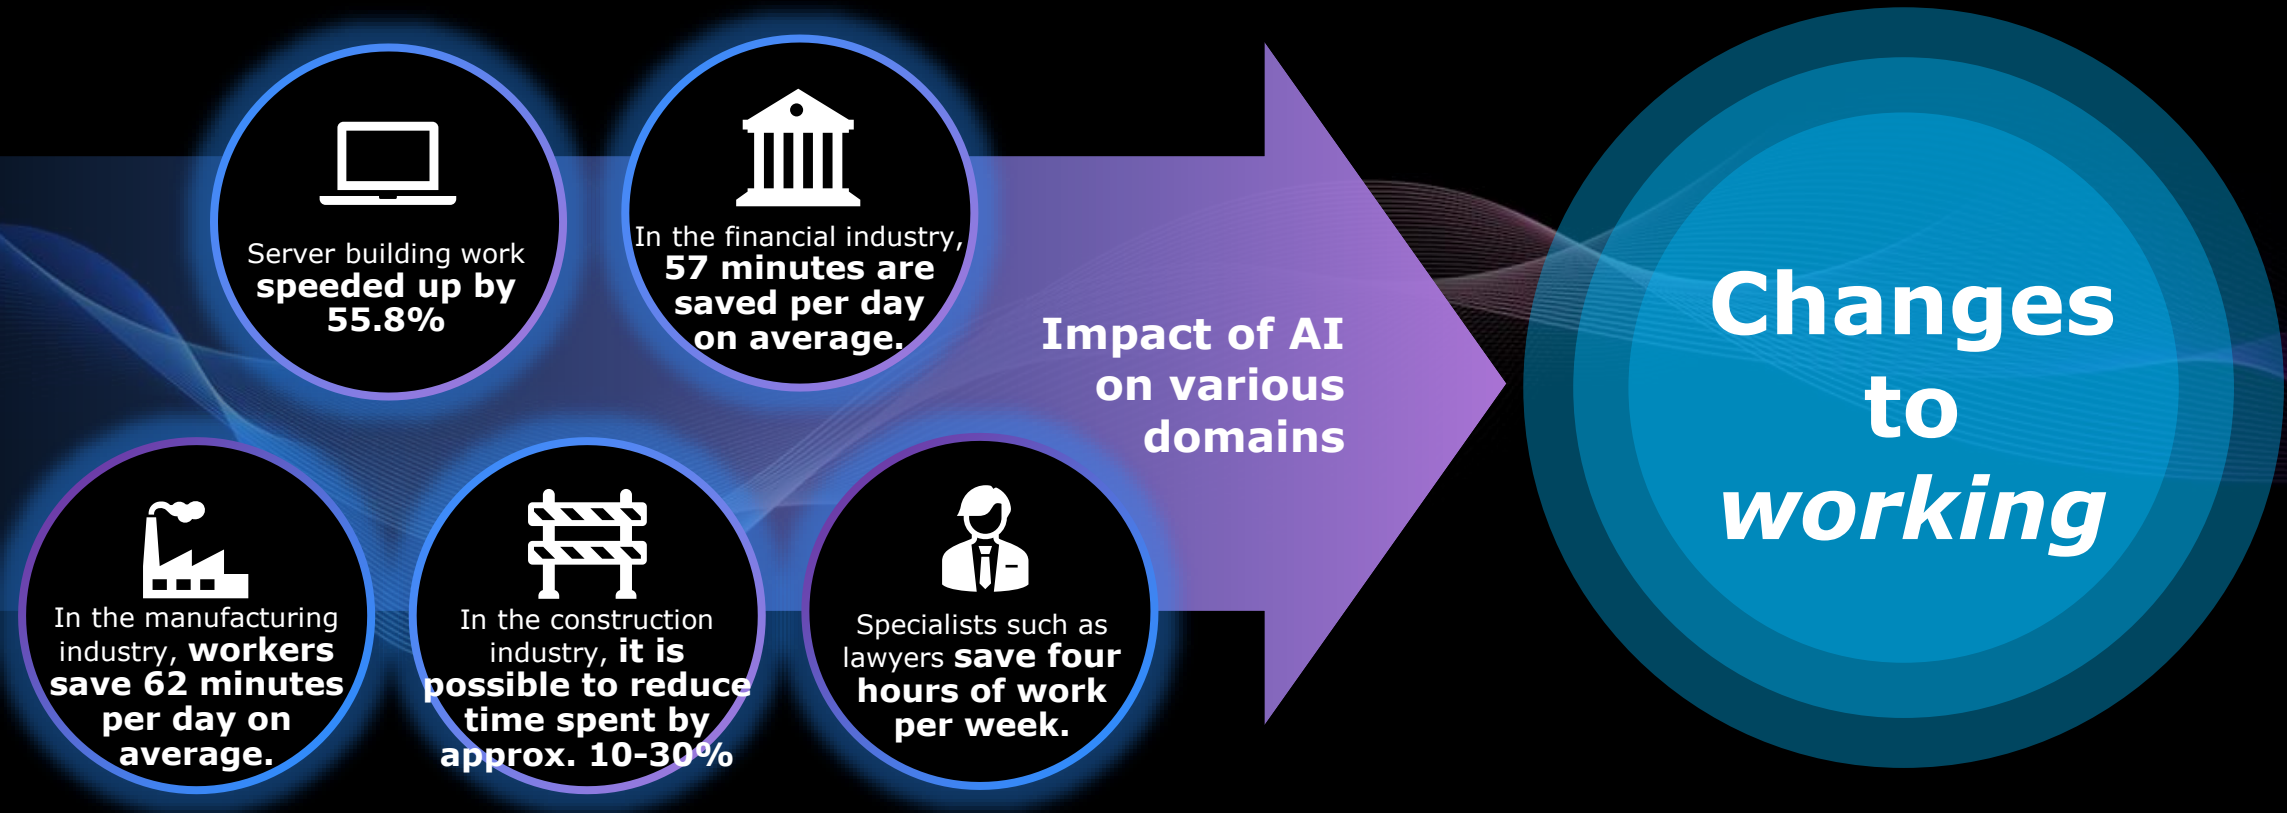 Server building work
speeded up by
55.8%
In the financial industry,
57 minutes are
saved per day
on average.
In the manufacturing
industry, workers
save 62 minutes
per day on
average.
In the construction
industry, it is
possible to reduce
time spent by
approx. 10-30%
Specialists such as
lawyers save four
hours of work
per week.
Impact of AI
on various
domains
Changes
to
working